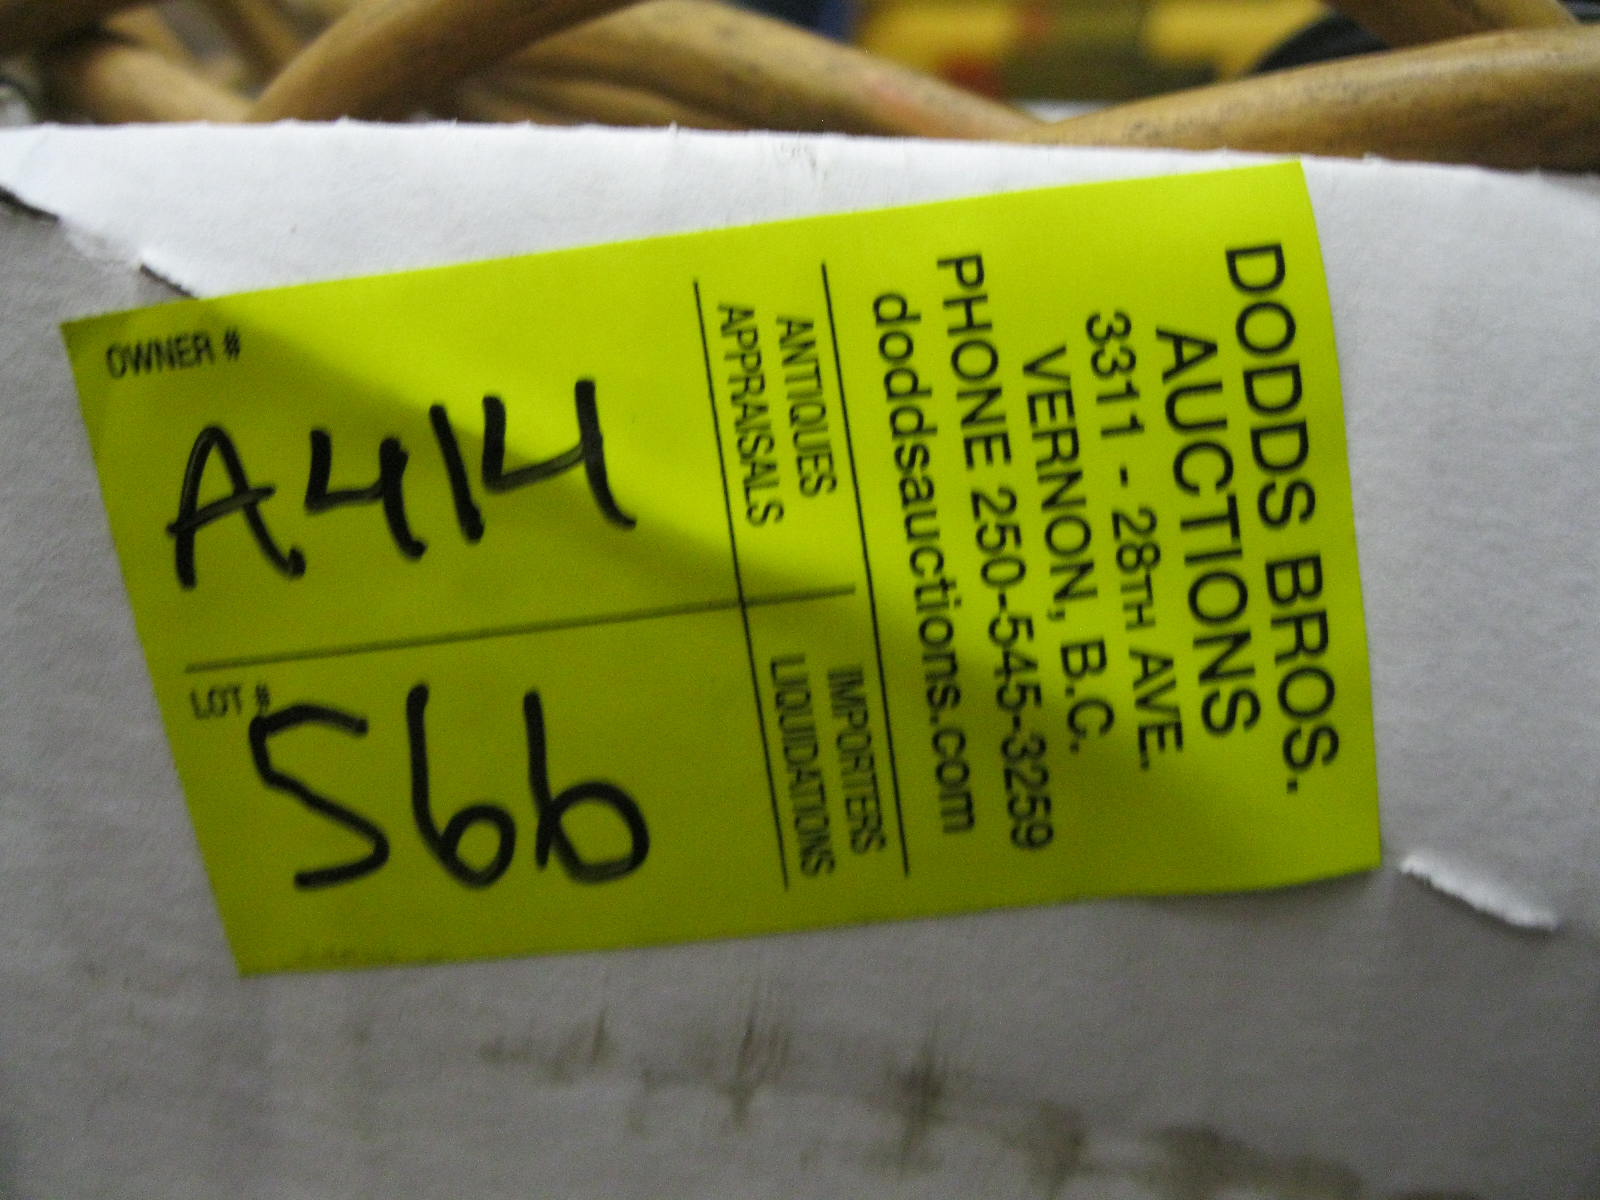 DODDS BROS.
AUCTIONS
3311 - 28TH AVE.
VERNON, B.C.
PHONE 250-545-3259
doddsauctions.com
ANTIQUES
APPRAISALS
IMPORTERS
LIQUIDATIONS
OWNER #
A414
LOT #
566